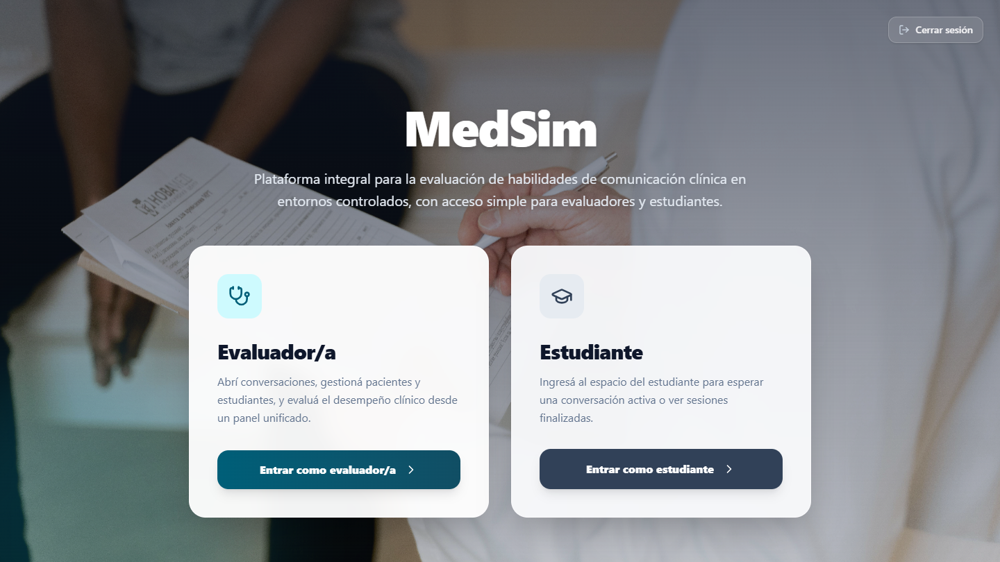 Cerrar sesión
MedSim
Plataforma integral para la evaluación de habilidades de comunicación clínica en
entornos controlados, con acceso simple para evaluadores y estudiantes.
Evaluador/a
Abrí conversaciones, gestioná pacientes y
estudiantes, y evaluá el desempeño clínico desde
un panel unificado.
Entrar como evaluador/a
Estudiante
Ingresá al espacio del estudiante para esperar
una conversación activa o ver sesiones
finalizadas.
Entrar como estudiante